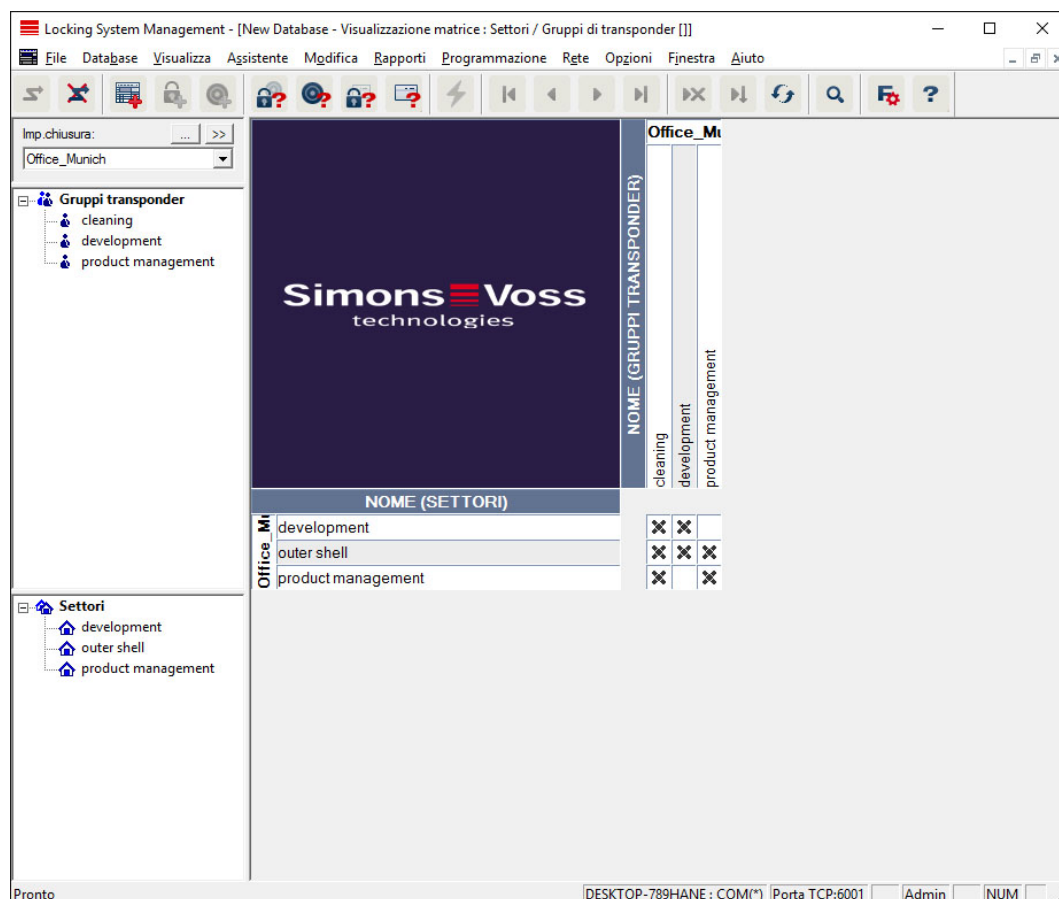 Locking System Management - [New Database - Visualizzazione matrice : Settori / Gruppi di transponder []]
File Database Visualizza Assistente Modifica Rapporti Programmazione Rete Opzioni Finestra Aiuto
Imp.chiusura:
... >>
Office_Munich
Gruppi transponder
cleaning
development
product management
Settori
development
outer shell
product management
Simons Voss
technologies
NOME (GRUPPI TRANSPONDER)
Office_Mu
cleaning
development
product management
NOME (SETTORI)
Office_Mu
development
outer shell
product management
Pronto
DESKTOP-789HANE : COM(*) Porta TCP:6001 Admin NUM